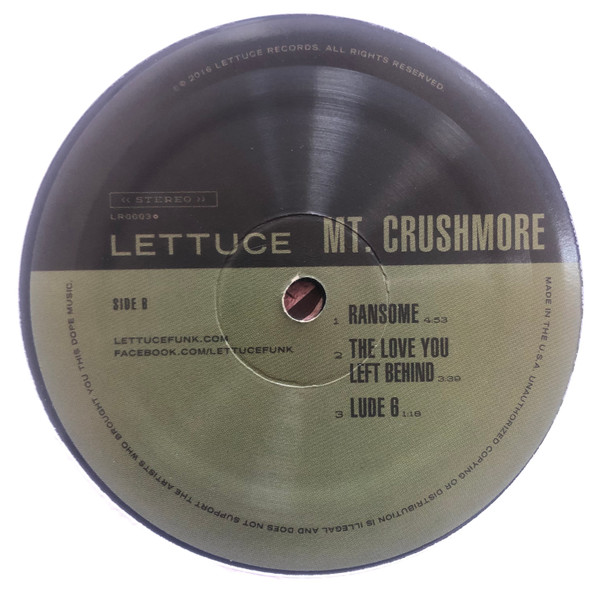 ℗© 2016 LETTUCE RECORDS. ALL RIGHTS RESERVED.
‹‹ STEREO ››
LR0003
LETTUCE MT. CRUSHMORE
SIDE B
LETTUCEFUNK.COM
FACEBOOK.COM/LETTUCEFUNK
1 RANSOME 4:53
2 THE LOVE YOU
LEFT BEHIND 3:39
3 LUDE 6 1:18
MADE IN THE U.S.A. UNAUTHORIZED COPYING OR DISTRIBUTION IS ILLEGAL AND DOES NOT SUPPORT THE ARTISTS WHO BROUGHT YOU THIS DOPE MUSIC.